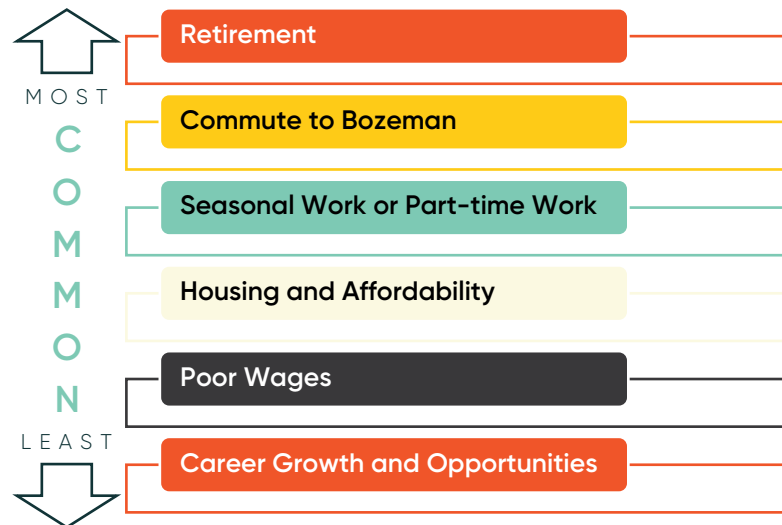 Retirement
MOST
Commute to Bozeman
COMMON
Seasonal Work or Part-time Work
Housing and Affordability
Poor Wages
LEAST
Career Growth and Opportunities